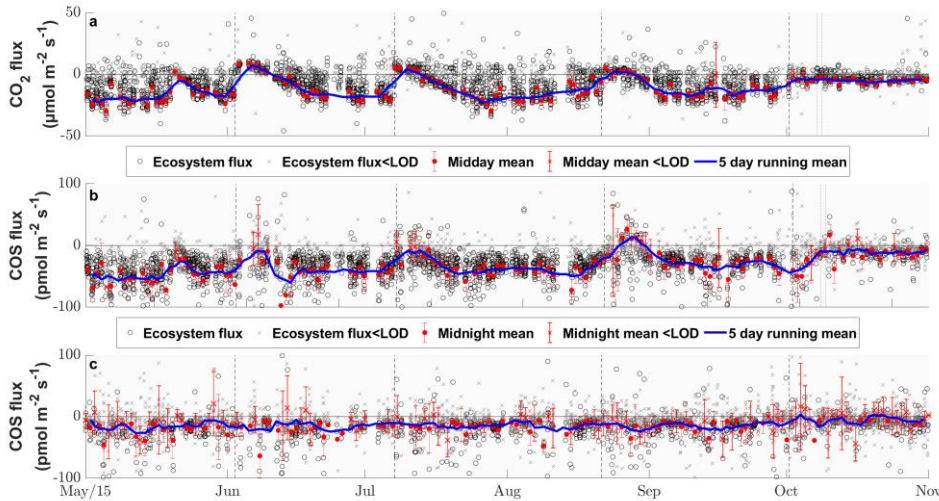 50
a
CO2 flux
(μmol m-2 s-1)
0
-50
Ecosystem flux Ecosystem flux<LOD Midday mean Midday mean <LOD 5 day running mean
100
b
COS flux
(pmol m-2 s-1)
0
-100
Ecosystem flux Ecosystem flux<LOD Midnight mean Midnight mean <LOD 5 day running mean
100
c
COS flux
(pmol m-2 s-1)
0
-100
May/15 Jun Jul Aug Sep Oct Nov